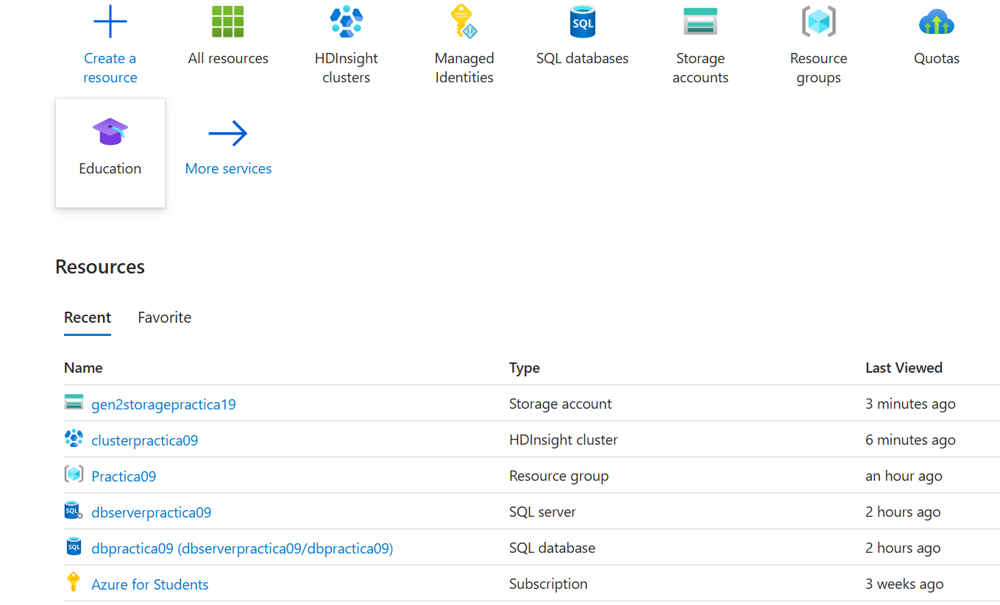 Create a resource
All resources
HDInsight clusters
Managed Identities
SQL databases
SQL
Storage accounts
Resource groups
Quotas
Education
More services
Resources
Recent Favorite
Name Type Last Viewed
gen2storagepractica19 Storage account 3 minutes ago
clusterpractica09 HDInsight cluster 6 minutes ago
Practica09 Resource group an hour ago
SQL dbserverpractica09 SQL server 2 hours ago
SQL dbpractica09 (dbserverpractica09/dbpractica09) SQL database 2 hours ago
Azure for Students Subscription 3 weeks ago